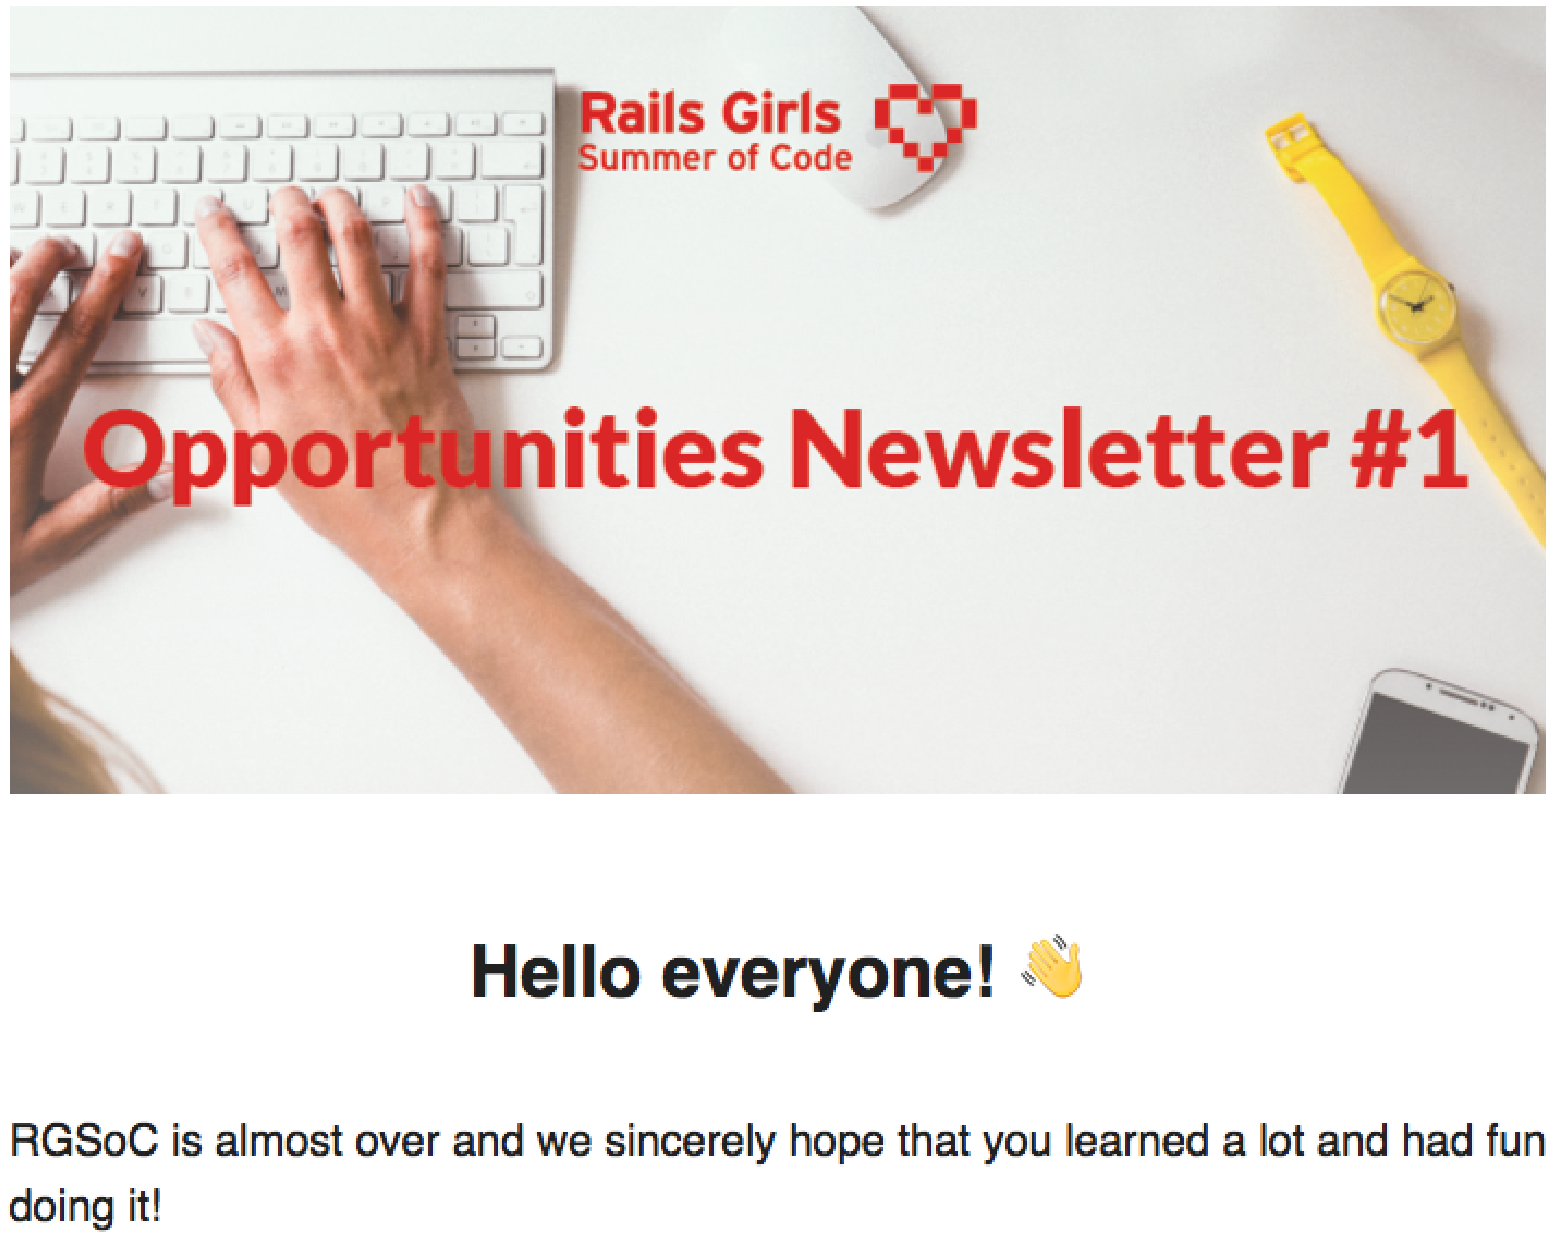 Rails Girls
Summer of Code
Opportunities Newsletter #1
Hello everyone! 👋
RGSoC is almost over and we sincerely hope that you learned a lot and had fun
doing it!